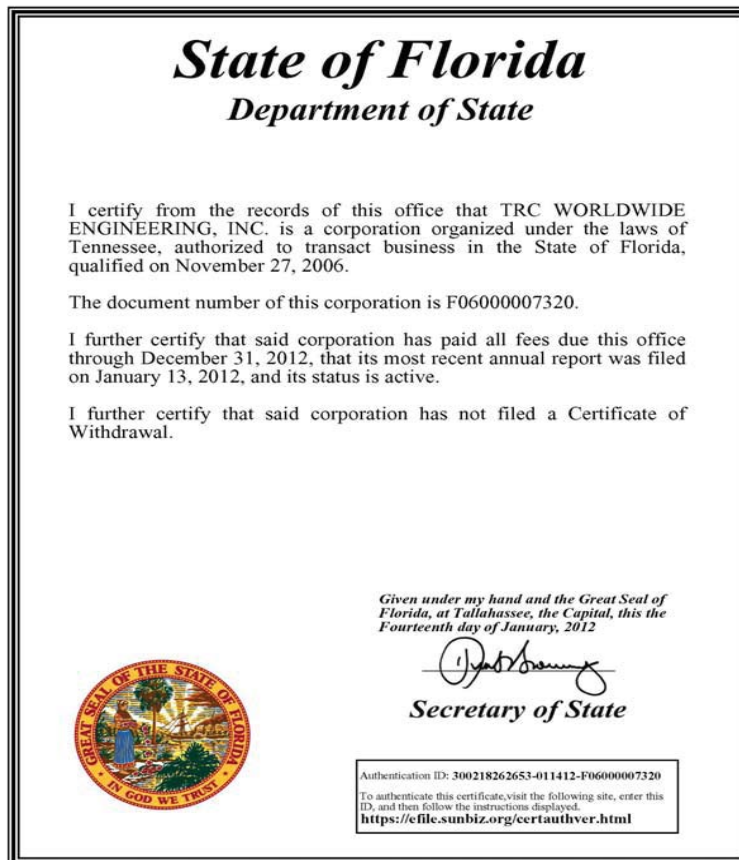 State of Florida
Department of State
I certify from the records of this office that TRC WORLDWIDE
ENGINEERING, INC. is a corporation organized under the laws of
Tennessee, authorized to transact business in the State of Florida,
qualified on November 27, 2006.
The document number of this corporation is F06000007320.
I further certify that said corporation has paid all fees due this office
through December 31, 2012, that its most recent annual report was filed
on January 13, 2012, and its status is active.
I further certify that said corporation has not filed a Certificate of
Withdrawal.
Given under my hand and the Great Seal of
Florida, at Tallahassee, the Capital, this the
Fourteenth day of January, 2012
Secretary of State
GREAT SEAL OF THE STATE OF FLORIDA
IN GOD WE TRUST
Authentication ID: 300218262653-011412-F06000007320
To authenticate this certificate,visit the following site, enter this
ID, and then follow the instructions displayed.
https://efile.sunbiz.org/certauthver.html